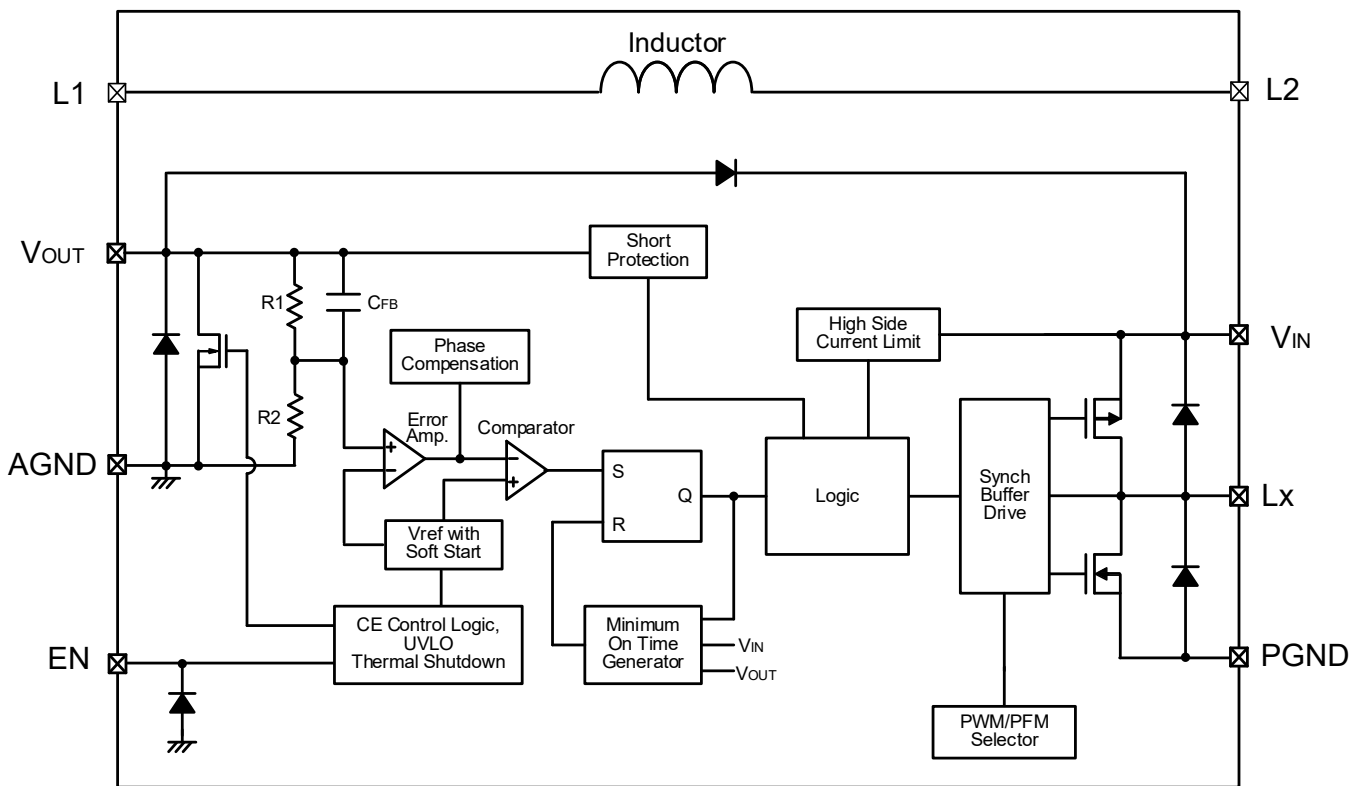 Inductor
L1
L2
VOUT
Short
Protection
R1
CFB
High Side
Current Limit
VIN
Phase
Compensation
R2
Error
Amp.
Comparator
AGND
+
−
−
+
S
R
Q
Logic
Synch
Buffer
Drive
Lx
Vref with
Soft Start
CE Control Logic,
UVLO
Thermal Shutdown
Minimum
On Time
Generator
VIN
VOUT
EN
PGND
PWM/PFM
Selector